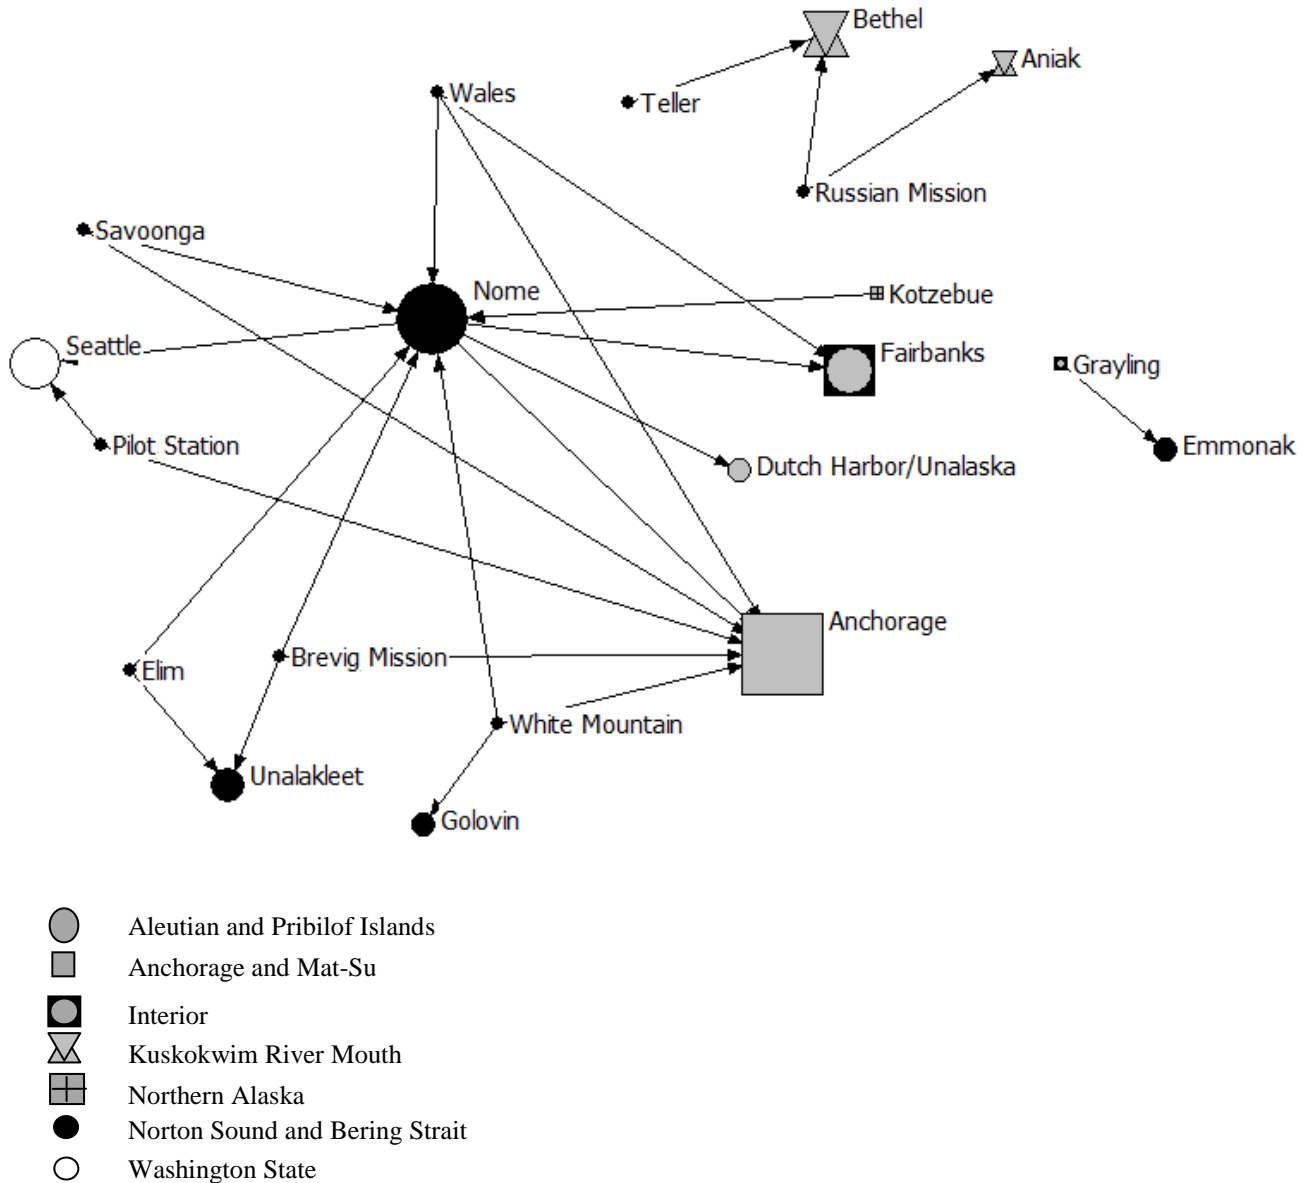 Bethel
Aniak
Wales
Teller
Russian Mission
Savoonga
Nome
Kotzebue
Seattle
Fairbanks
Grayling
Pilot Station
Emmonak
Dutch Harbor/Unalaska
Anchorage
Brevig Mission
Elim
White Mountain
Unalakleet
Golovin
Aleutian and Pribilof Islands
Anchorage and Mat-Su
Interior
Kuskokwim River Mouth
Northern Alaska
Norton Sound and Bering Strait
Washington State